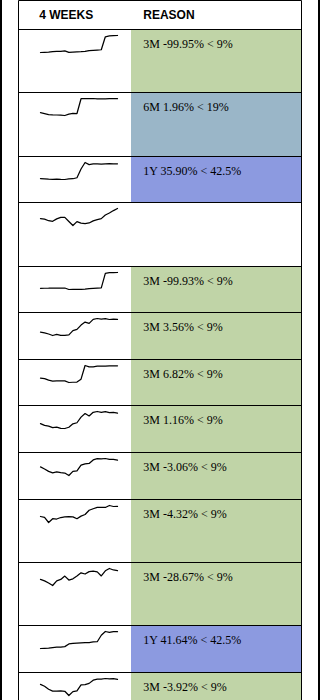 4 WEEKS REASON
3M -99.95% < 9%
6M 1.96% < 19%
1Y 35.90% < 42.5%
3M -99.93% < 9%
3M 3.56% < 9%
3M 6.82% < 9%
3M 1.16% < 9%
3M -3.06% < 9%
3M -4.32% < 9%
3M -28.67% < 9%
1Y 41.64% < 42.5%
3M -3.92% < 9%